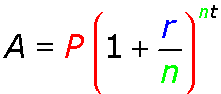 A = P(1 + r/n)^nt